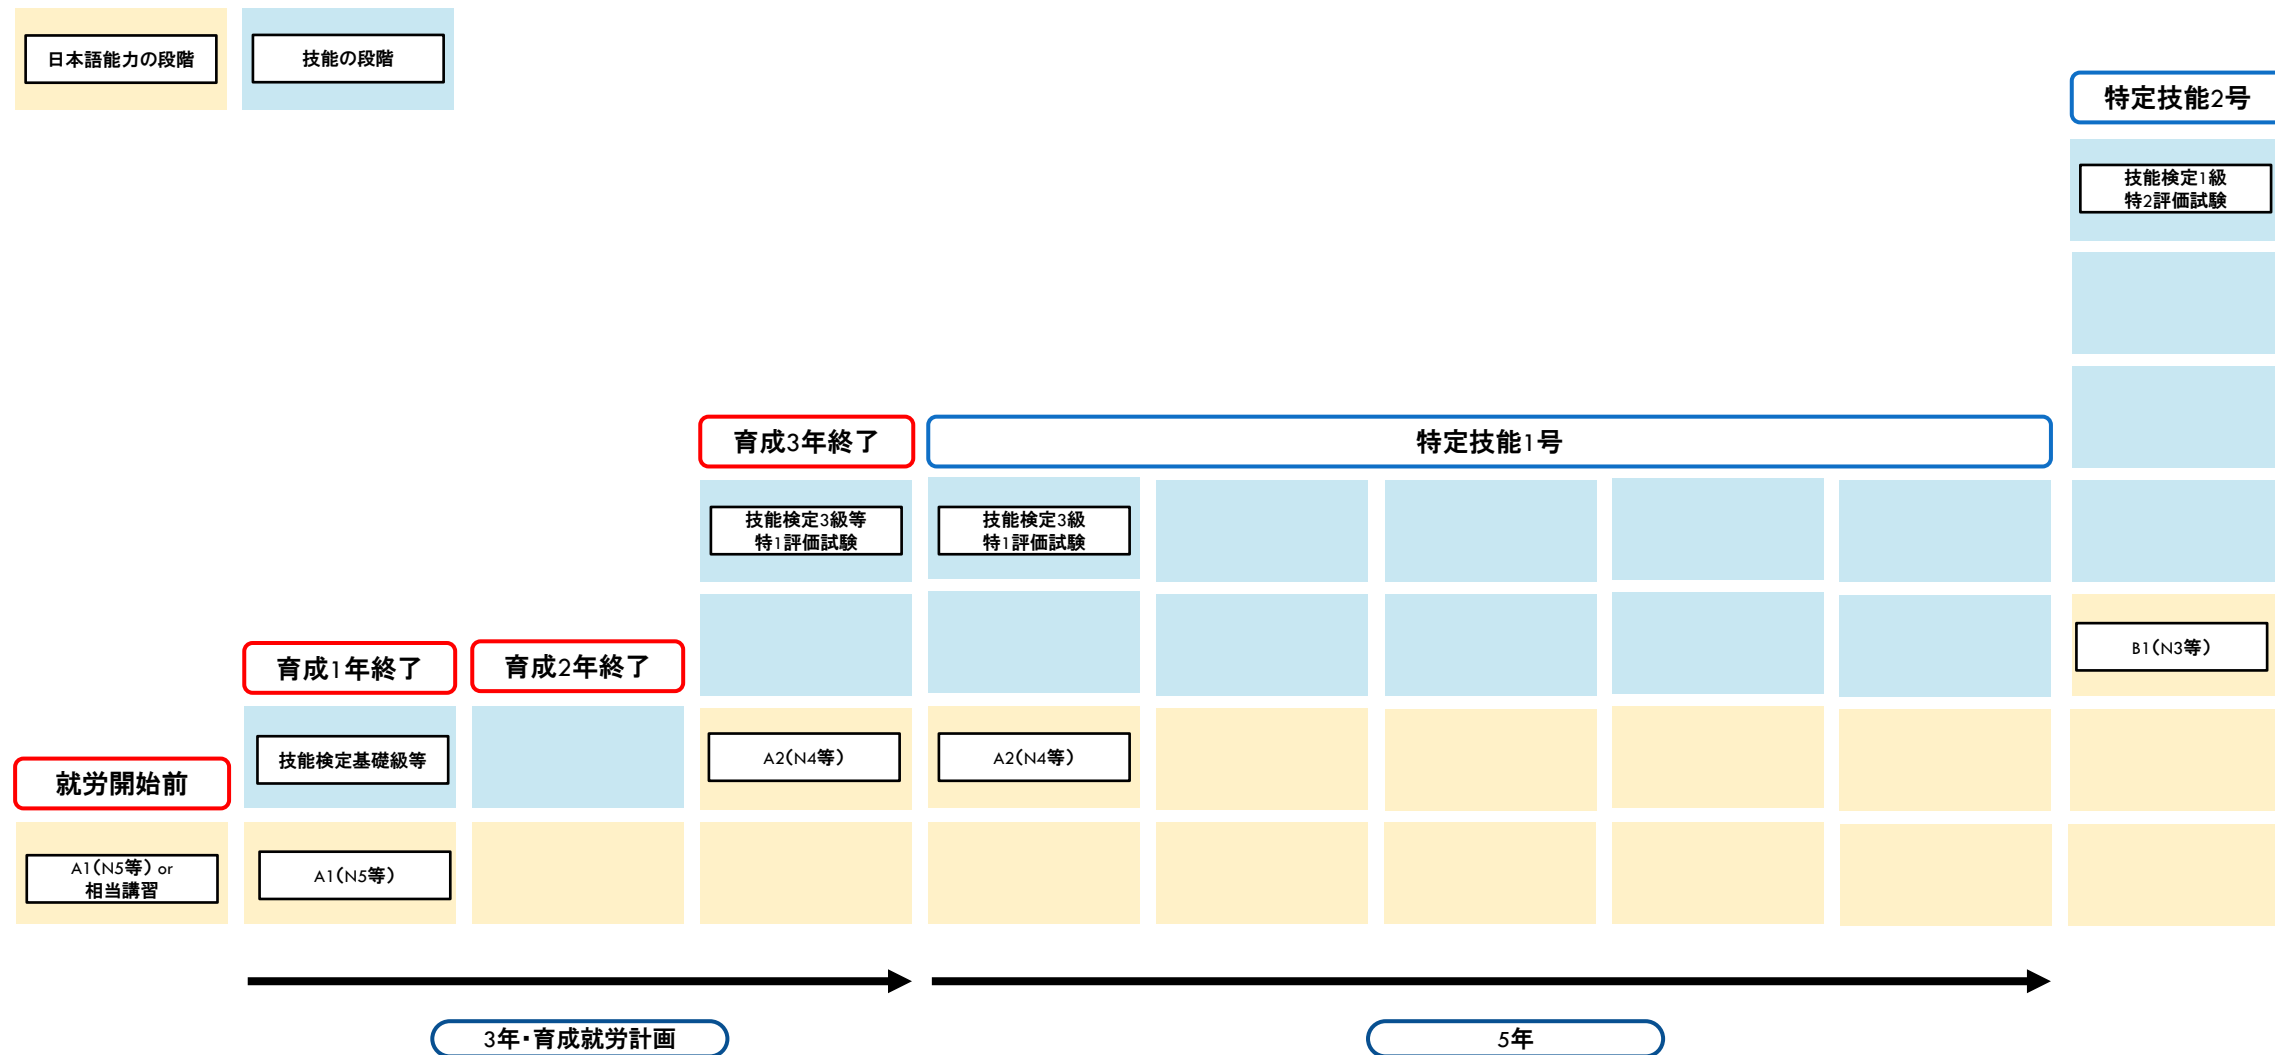 日本語能力の段階
技能の段階
特定技能2号
技能検定1級
特2評価試験
育成3年終了
特定技能1号
技能検定3級等
特1評価試験
技能検定3級
特1評価試験
B1(N3等)
育成1年終了
育成2年終了
技能検定基礎級等
A2(N4等)
A2(N4等)
就労開始前
A1(N5等) or
相当講習
A1(N5等)
3年・育成就労計画
5年